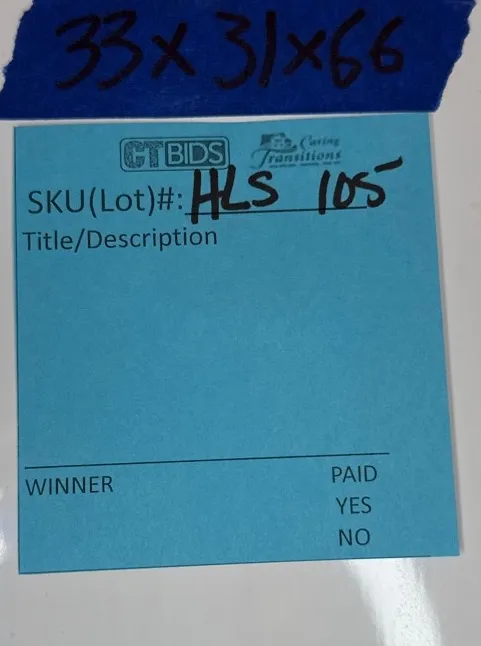 33x31x66
CTBIDS Caring Transitions
SKU(Lot)#: HLS 105
Title/Description
WINNER PAID
YES
NO